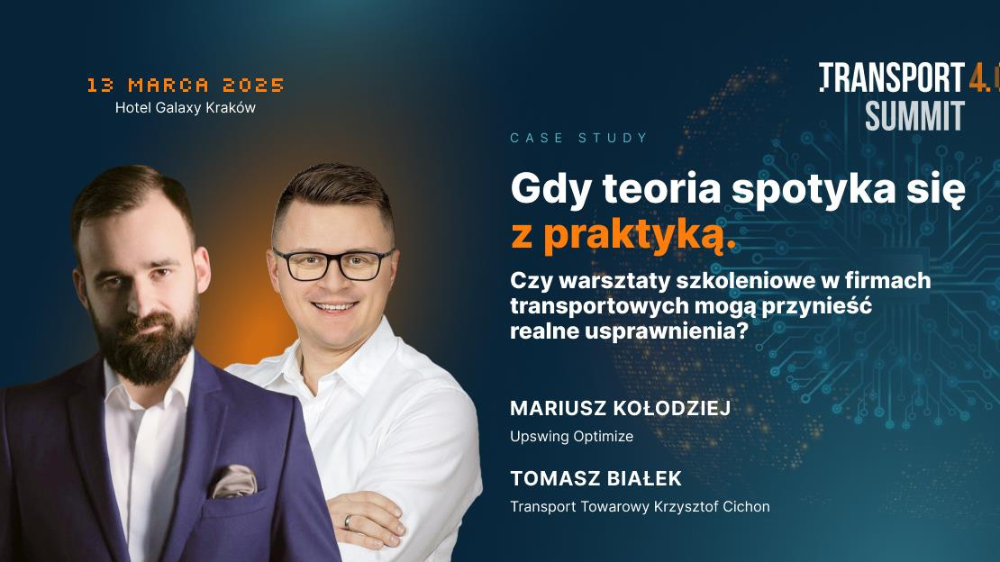 13 MARCA 2025
Hotel Galaxy Kraków
TRANSPORT 4.0
SUMMIT
CASE STUDY
Gdy teoria spotyka się
z praktyką.
Czy warsztaty szkoleniowe w firmach
transportowych mogą przynieść
realne usprawnienia?
MARIUSZ KOŁODZIEJ
Upswing Optimize
TOMASZ BIAŁEK
Transport Towarowy Krzysztof Cichon